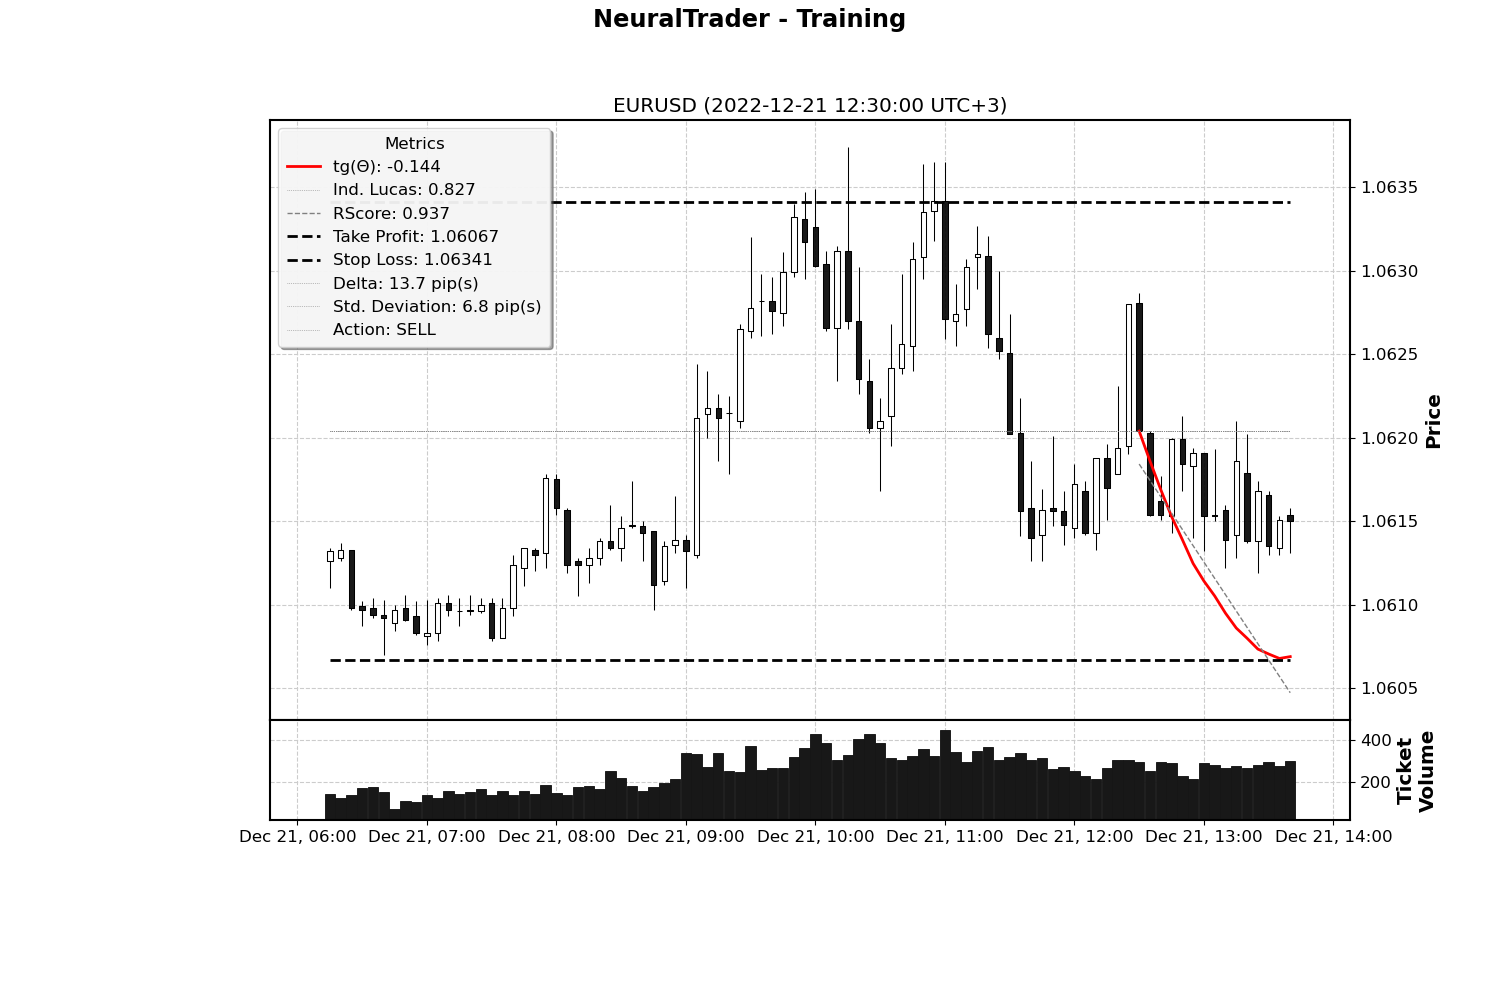 NeuralTrader - Training
EURUSD (2022-12-21 12:30:00 UTC+3)
Metrics
tg(Θ): -0.144
Ind. Lucas: 0.827
RScore: 0.937
Take Profit: 1.06067
Stop Loss: 1.06341
Delta: 13.7 pip(s)
Std. Deviation: 6.8 pip(s)
Action: SELL
1.0635
1.0630
1.0625
1.0620
1.0615
1.0610
1.0605
Price
400
200
Ticket
Volume
Dec 21, 06:00 Dec 21, 07:00 Dec 21, 08:00 Dec 21, 09:00 Dec 21, 10:00 Dec 21, 11:00 Dec 21, 12:00 Dec 21, 13:00 Dec 21, 14:00